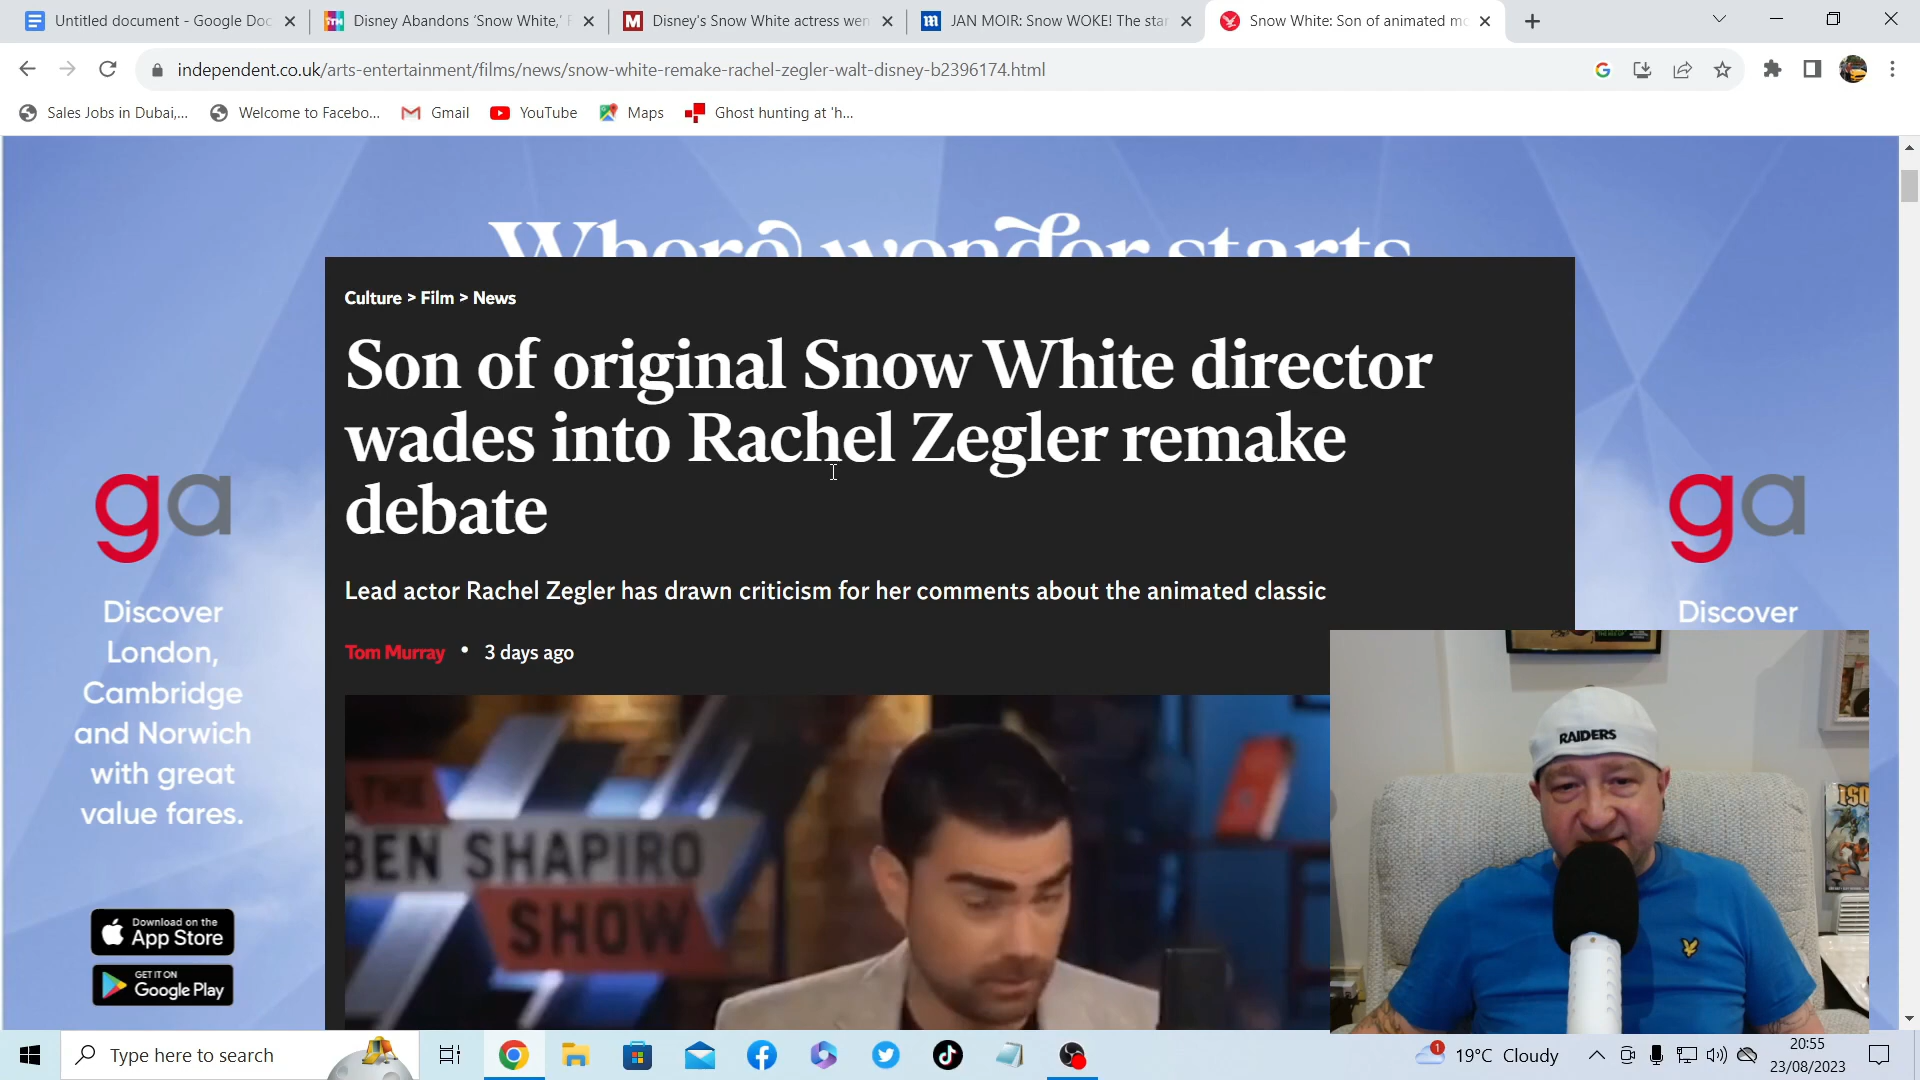 Untitled document - Google Doc
Disney Abandons 'Snow White,'
Disney's Snow White actress wen
JAN MOIR: Snow WOKE! The star
Snow White: Son of animated mo
independent.co.uk/arts-entertainment/films/news/snow-white-remake-rachel-zegler-walt-disney-b2396174.html
Sales Jobs in Dubai,...
Welcome to Facebo...
Gmail
YouTube
Maps
Ghost hunting at 'h...
Where wonder starts
Culture > Film > News
Son of original Snow White director
wades into Rachel Zegler remake
debate
Lead actor Rachel Zegler has drawn criticism for her comments about the animated classic
Tom Murray • 3 days ago
ga
Discover
London,
Cambridge
and Norwich
with great
value fares.
Download on the
App Store
GET IT ON
Google Play
ga
Discover
THE
BEN SHAPIRO
SHOW
RAIDERS
Type here to search
1
19°C Cloudy
20:55
23/08/2023